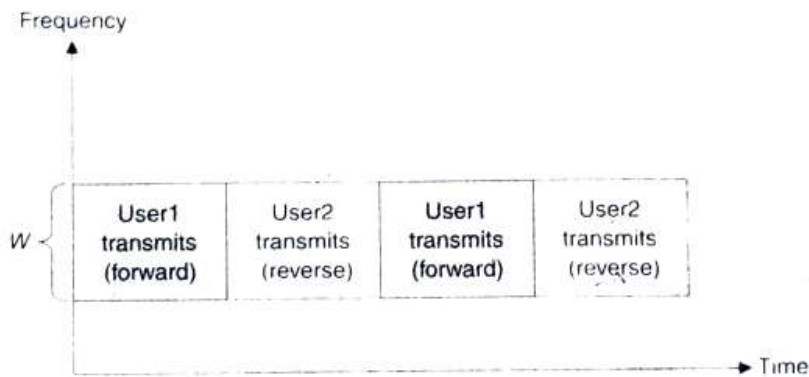 Frequency
W
User1
transmits
(forward)
User2
transmits
(reverse)
User1
transmits
(forward)
User2
transmits
(reverse)
Time